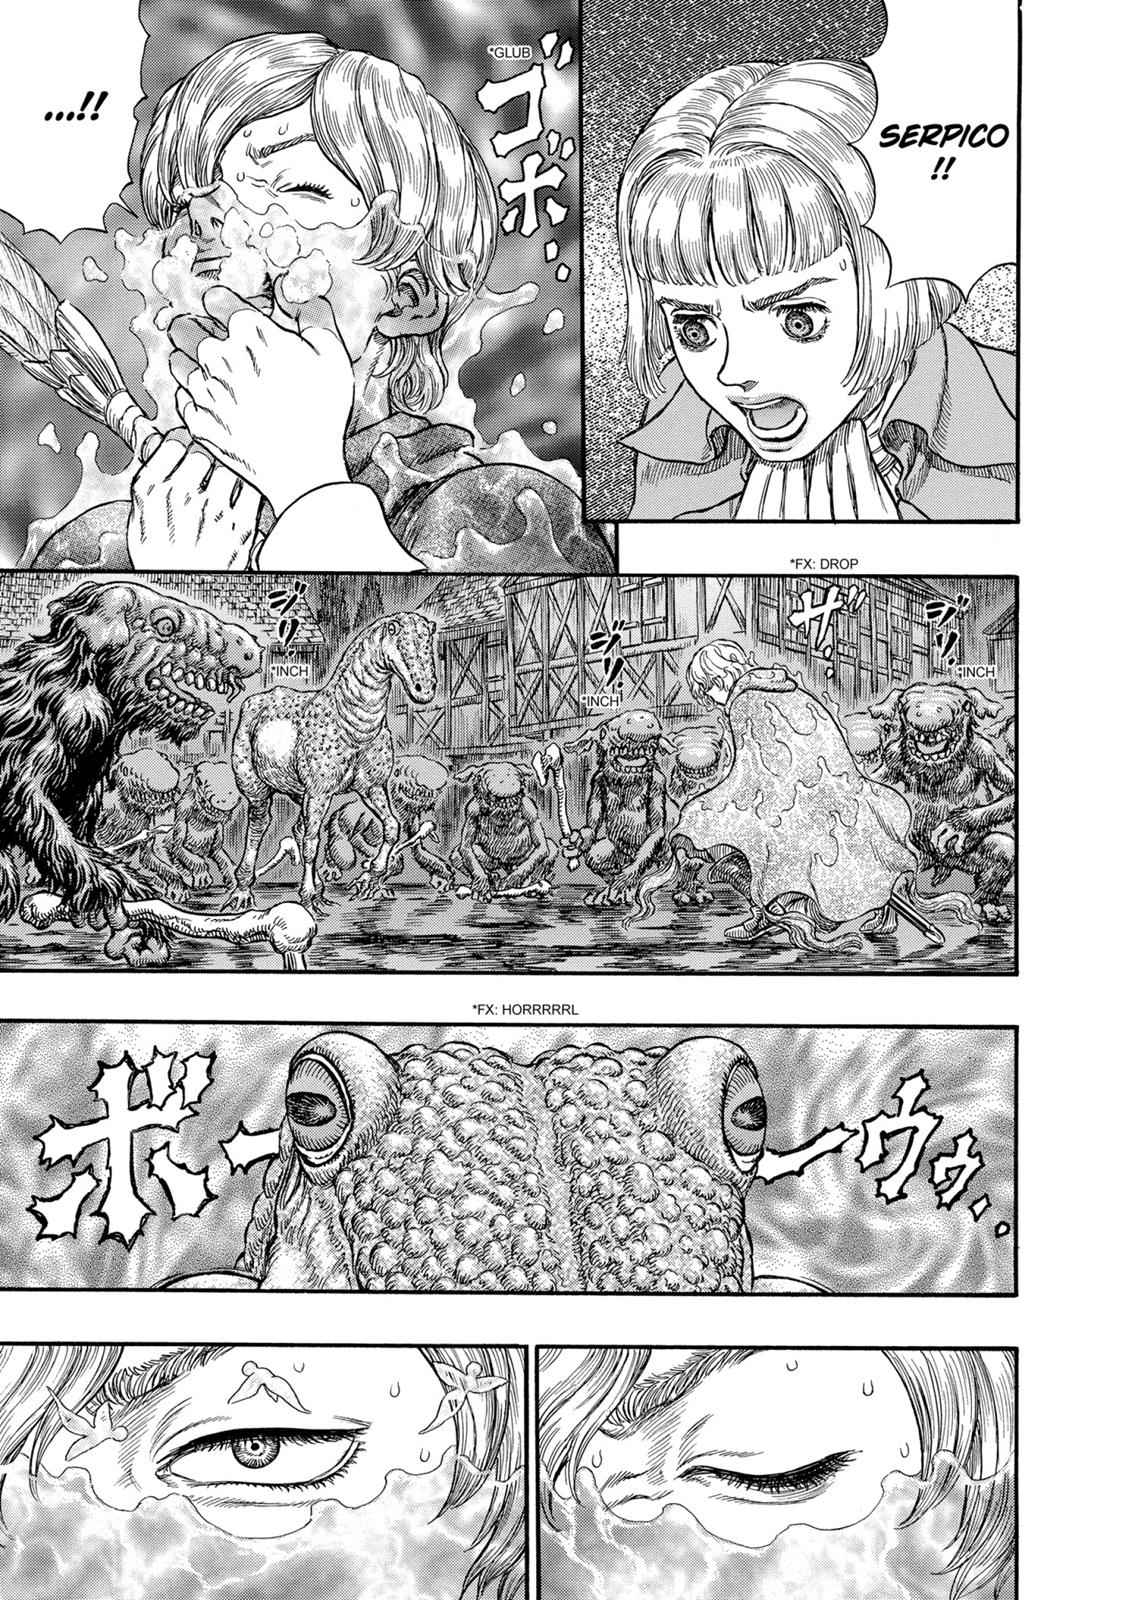 SERPICO
!!
*GLUB
ゴボ..
...!!
*FX: DROP
ザ"
ジリ.
*INCH
ジリ.
*INCH
ジリ.
*INCH
*FX: HORRRRRL
ボーーウゥ..